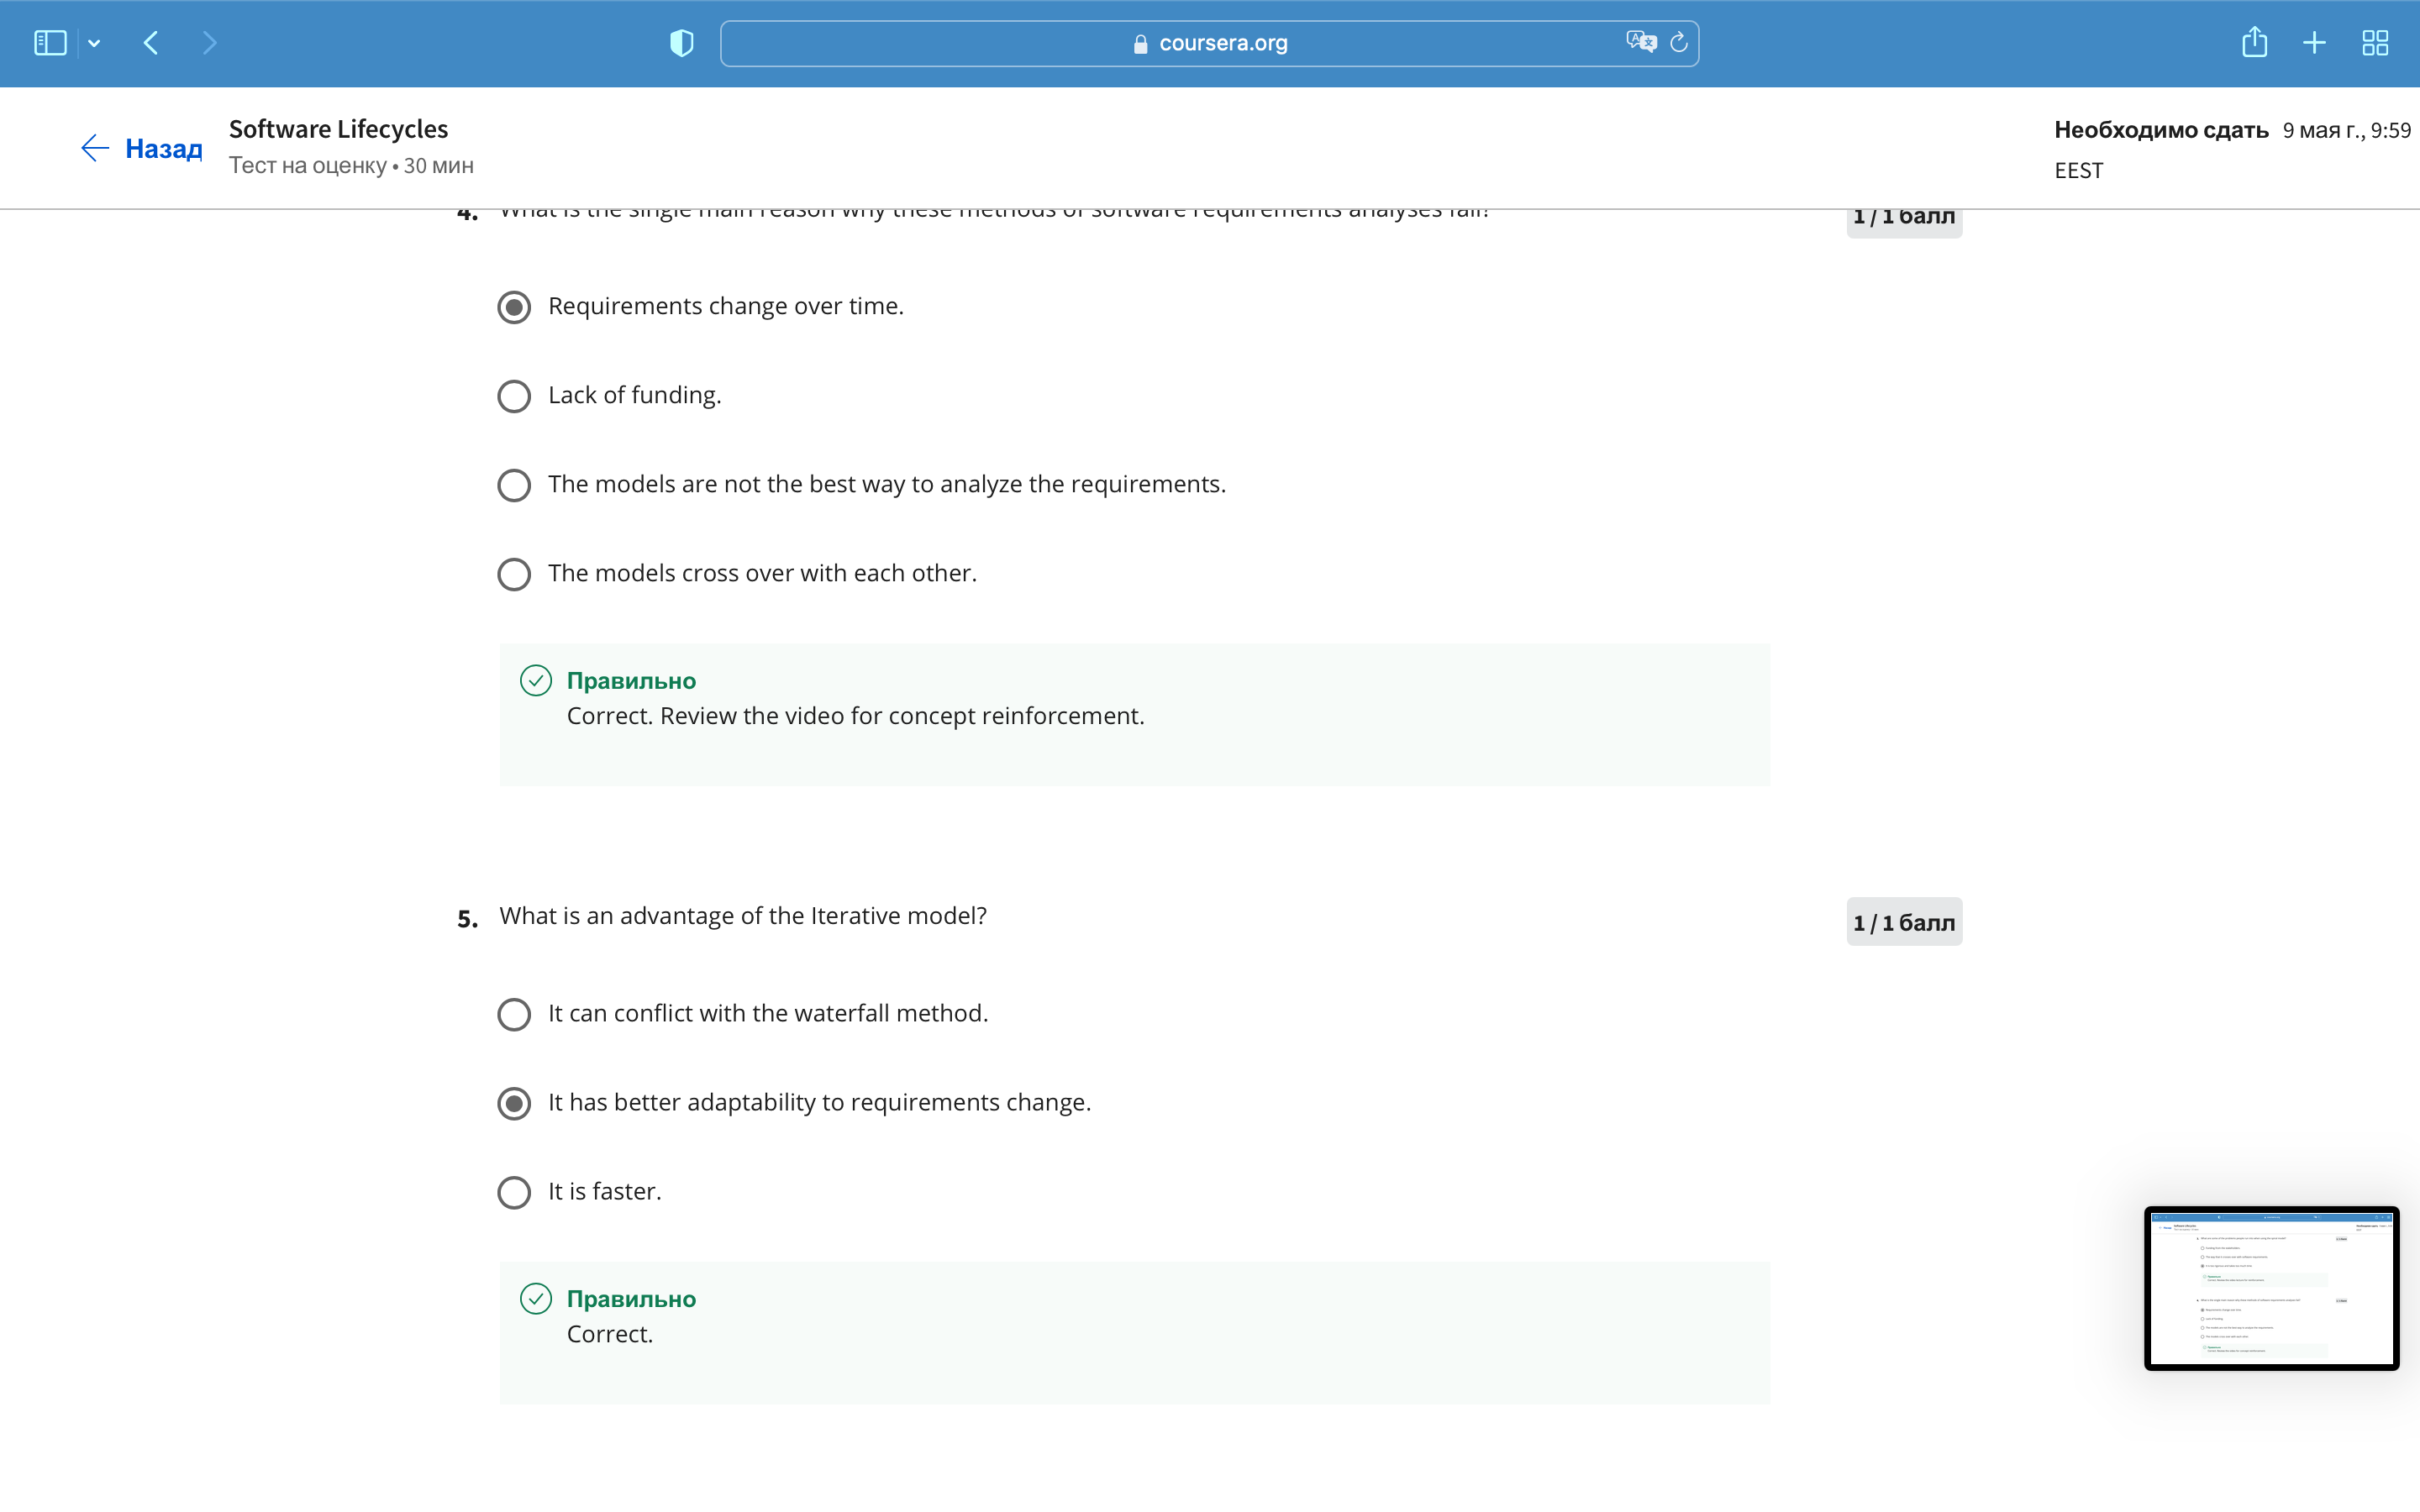 coursera.org
Назад
Software Lifecycles
Тест на оценку • 30 мин
Необходимо сдать 9 мая г., 9:59
EEST
4. What is the single main reason why these methods of software requirements analyses fail?
1 / 1 балл
Requirements change over time.
Lack of funding.
The models are not the best way to analyze the requirements.
The models cross over with each other.
Правильно
Correct. Review the video for concept reinforcement.
5. What is an advantage of the Iterative model?
1 / 1 балл
It can conflict with the waterfall method.
It has better adaptability to requirements change.
It is faster.
Правильно
Correct.